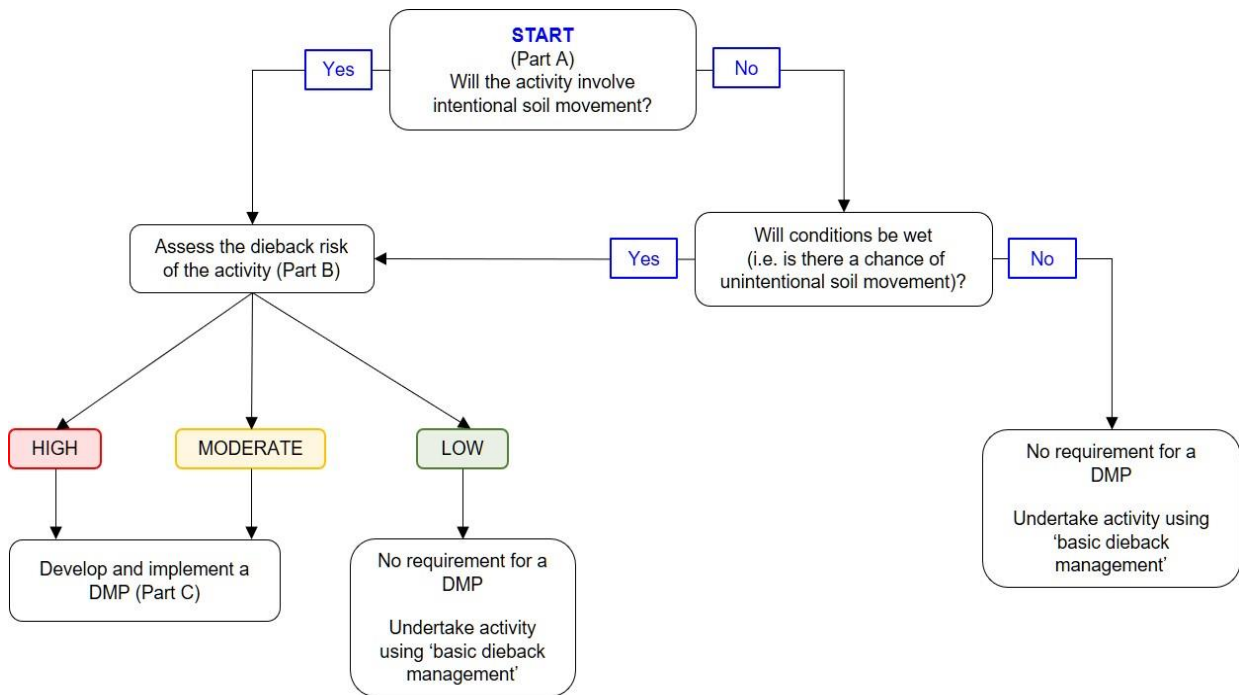 START
(Part A)
Will the activity involve
intentional soil movement?
Yes
No
Assess the dieback risk
of the activity (Part B)
Will conditions be wet
(i.e. is there a chance of
unintentional soil movement)?
Yes
No
HIGH
MODERATE
LOW
Develop and implement a
DMP (Part C)
No requirement for a
DMP
Undertake activity
using ‘basic dieback
management’
No requirement for a
DMP
Undertake activity using
‘basic dieback
management’